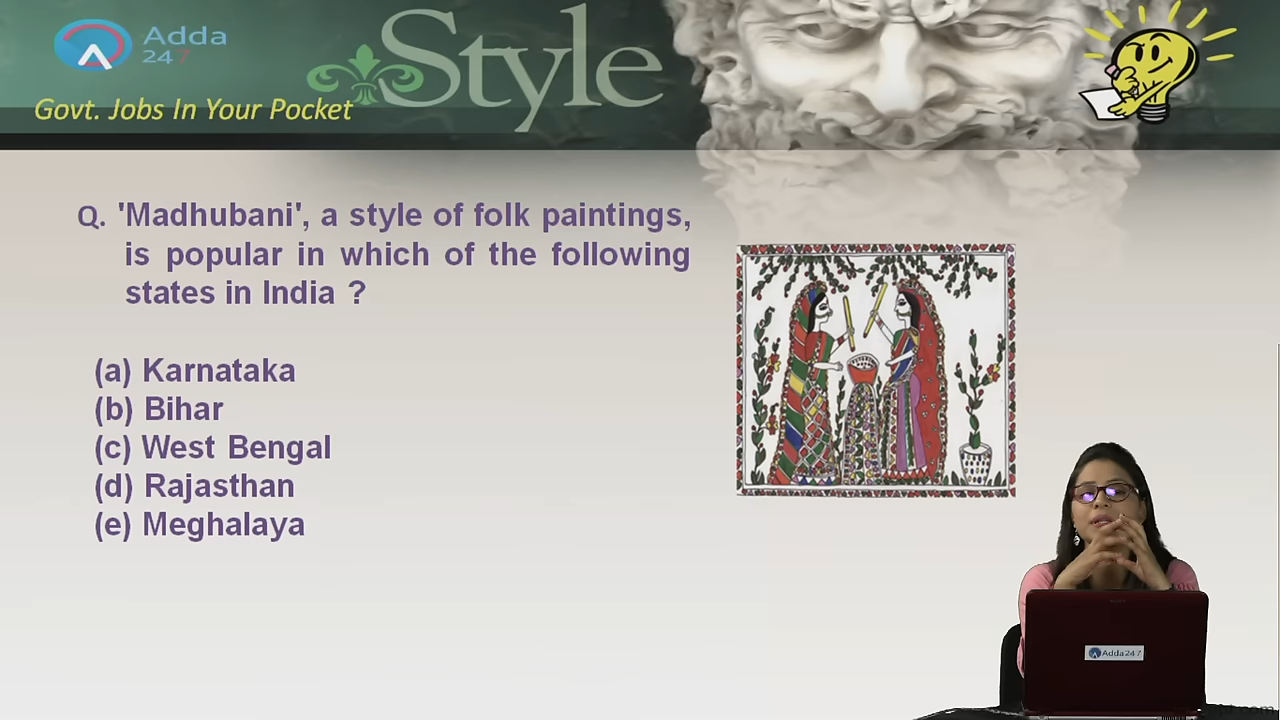 Adda
247
Style
Govt. Jobs In Your Pocket
Q. 'Madhubani', a style of folk paintings,
is popular in which of the following
states in India ?
(a) Karnataka
(b) Bihar
(c) West Bengal
(d) Rajasthan
(e) Meghalaya
Adda247